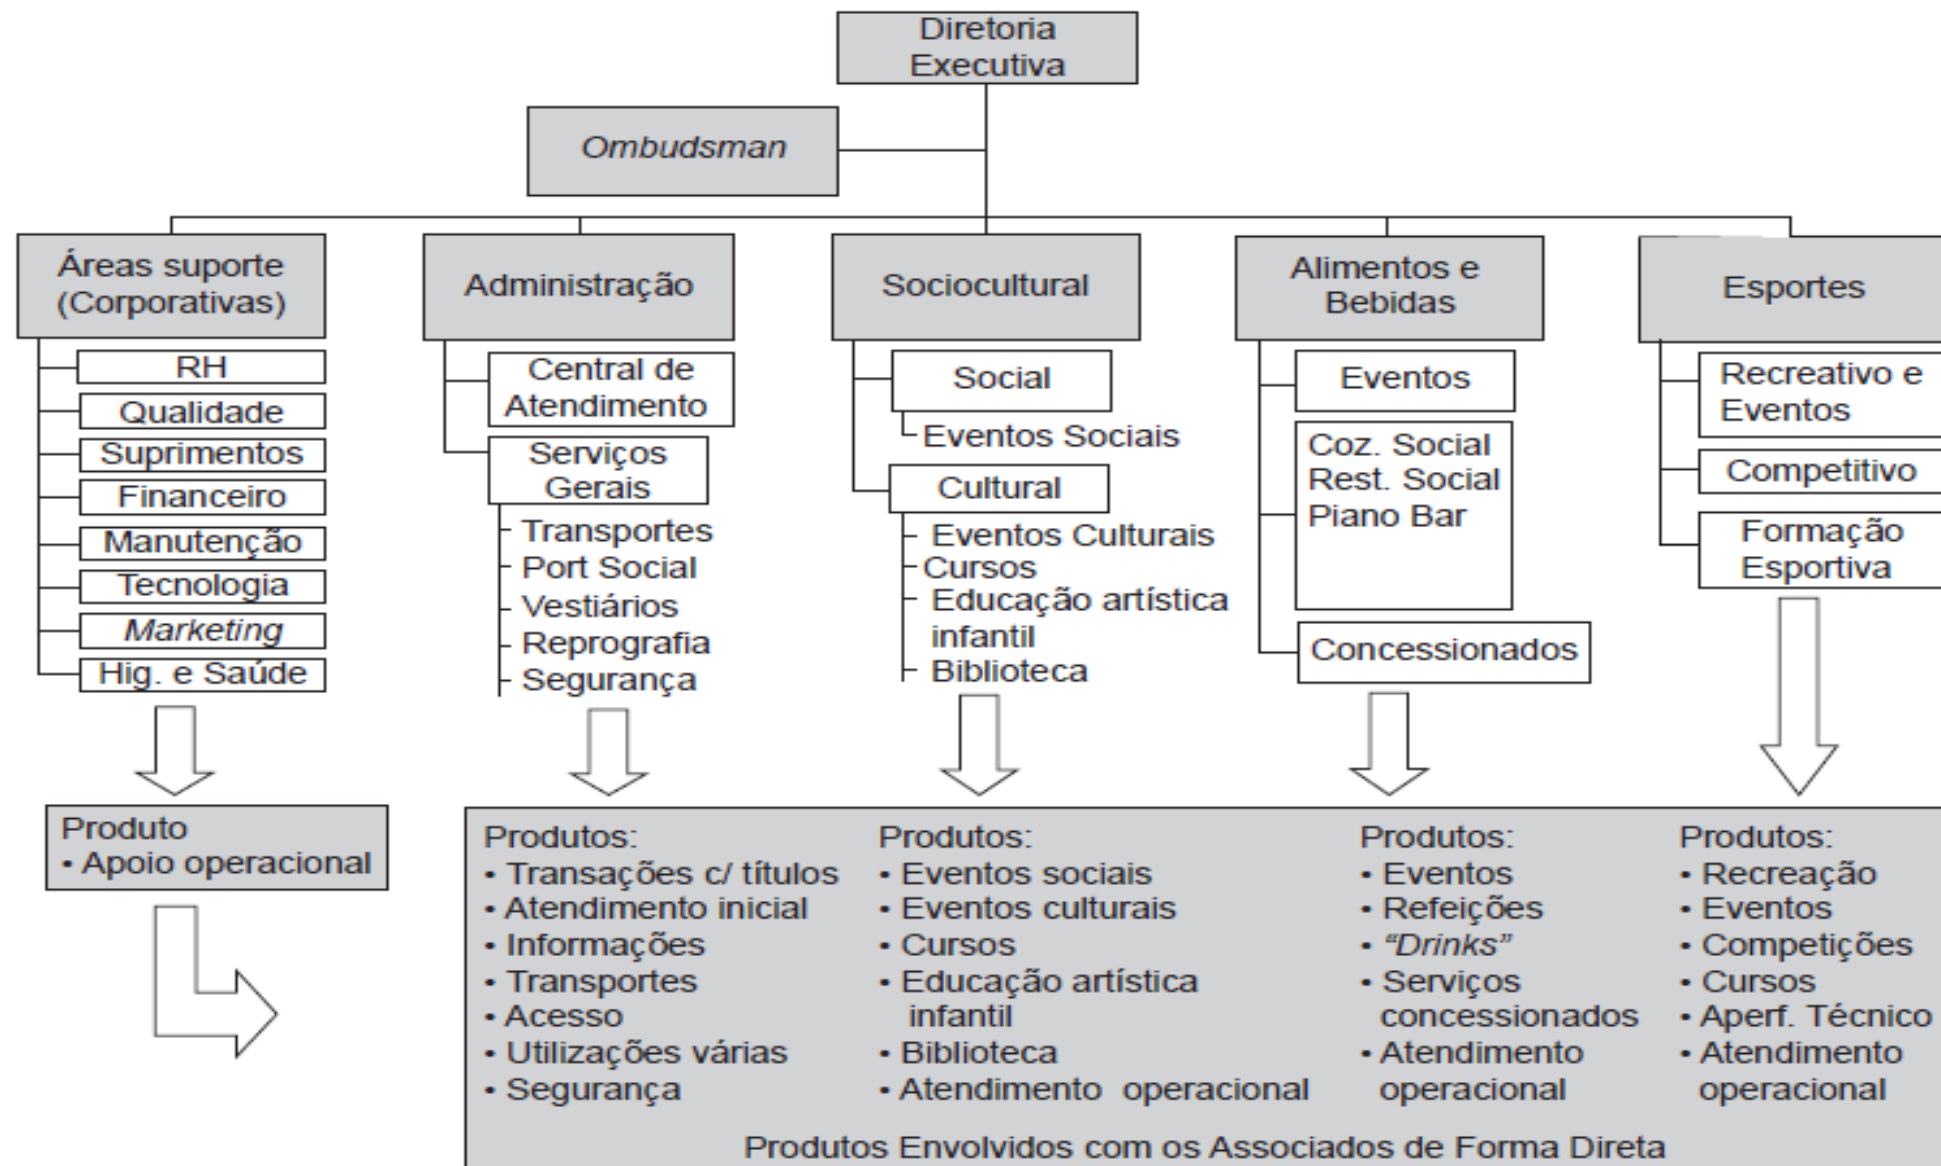 Diretoria
Executiva
Ombudsman
Áreas suporte
(Corporativas)
RH
Qualidade
Suprimentos
Financeiro
Manutenção
Tecnologia
Marketing
Hig. e Saúde
Administração
Central de
Atendimento
Serviços
Gerais
Transportes
Port Social
Vestiários
Reprografia
Segurança
Sociocultural
Social
Eventos Sociais
Cultural
Eventos Culturais
Cursos
Educação artística
infantil
Biblioteca
Alimentos e
Bebidas
Eventos
Coz. Social
Rest. Social
Piano Bar
Concessionados
Esportes
Recreativo e
Eventos
Competitivo
Formação
Esportiva
Produto
• Apoio operacional
Produtos:
• Transações c/ títulos
• Atendimento inicial
• Informações
• Transportes
• Acesso
• Utilizações várias
• Segurança
Produtos:
• Eventos sociais
• Eventos culturais
• Cursos
• Educação artística
infantil
• Biblioteca
• Atendimento operacional
Produtos:
• Eventos
• Refeições
• “Drinks”
• Serviços
concessionados
• Atendimento
operacional
Produtos:
• Recreação
• Eventos
• Competições
• Cursos
• Aperf. Técnico
• Atendimento
operacional
Produtos Envolvidos com os Associados de Forma Direta